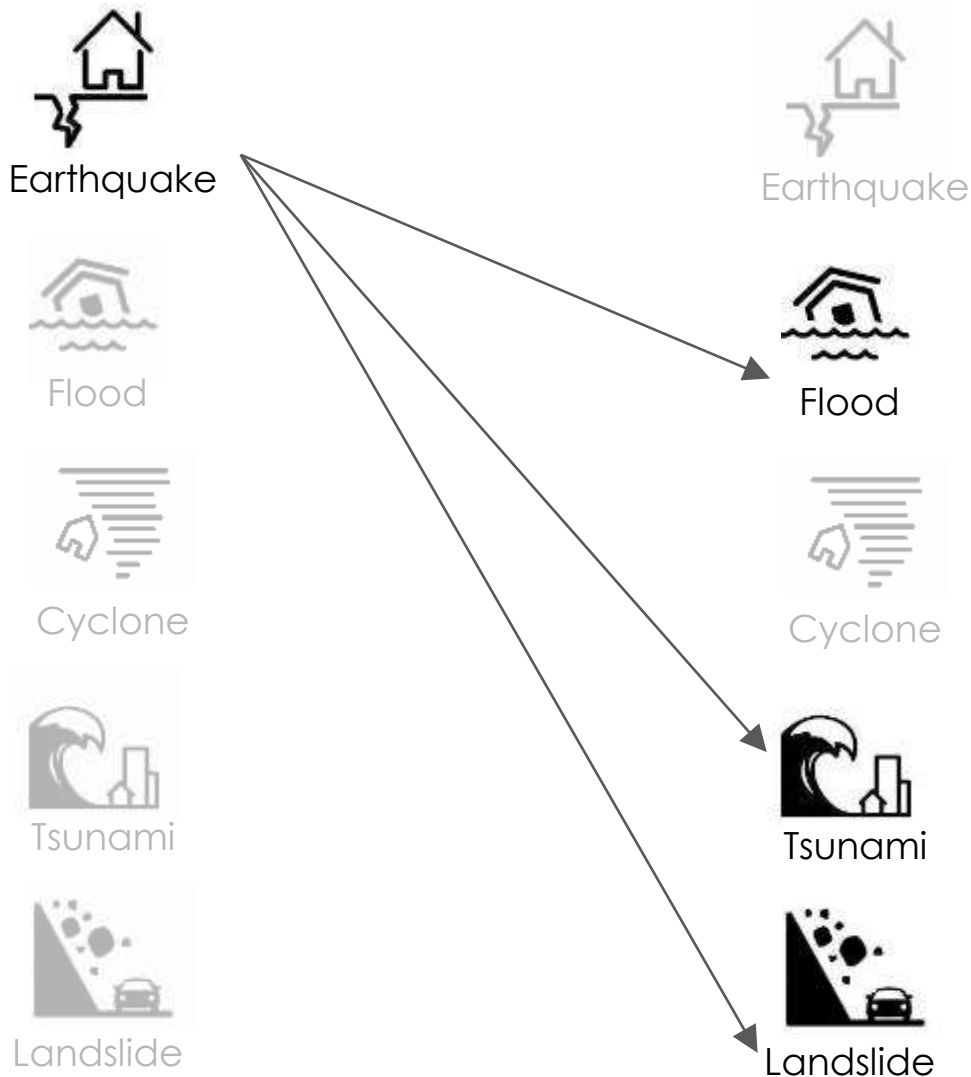 Earthquake
Flood
Cyclone
Tsunami
Landslide
Earthquake
Flood
Cyclone
Tsunami
Landslide